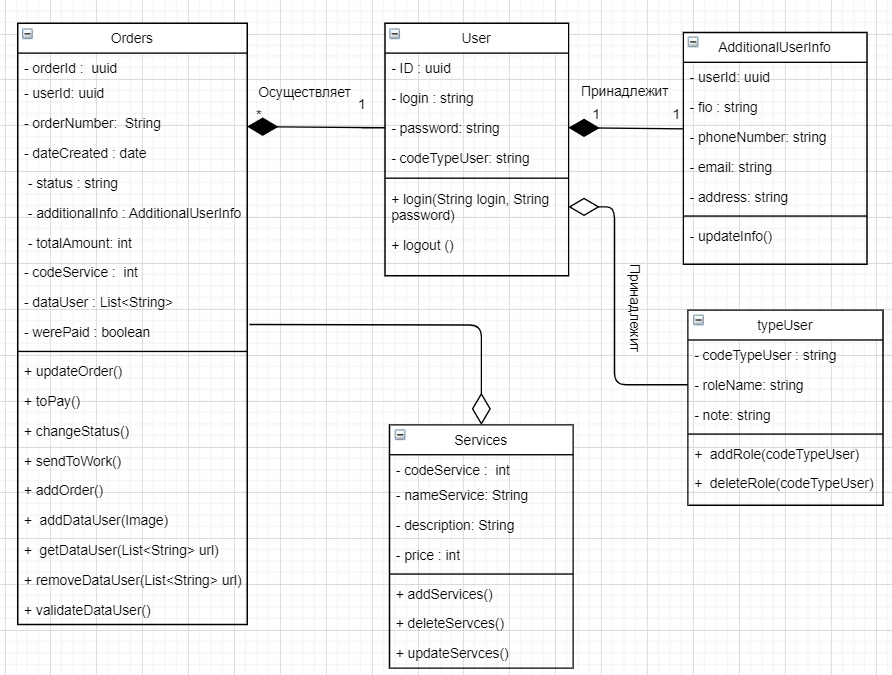 Orders
- orderId :  uuid
- userId: uuid
- orderNumber:  String
- dateCreated : date
- status : string
- additionalInfo : AdditionalUserInfo
- totalAmount: int
- codeService :  int
- dataUser : List<String>
- werePaid : boolean
+ updateOrder()
+ toPay()
+ changeStatus()
+ sendToWork()
+ addOrder()
+  addDataUser(Image)
+  getDataUser(List<String> url)
+ removeDataUser(List<String> url)
+ validateDataUser()
Осуществляет
*
1
User
- ID : uuid
- login : string
- password: string
- codeTypeUser: string
+ login(String login, String
password)
+ logout ()
Принадлежит
1
1
AdditionalUserInfo
- userId: uuid
- fio : string
- phoneNumber: string
- email: string
- address: string
- updateInfo()
Принадлежит
typeUser
- codeTypeUser : string
- roleName: string
- note: string
+  addRole(codeTypeUser)
+  deleteRole(codeTypeUser)
Services
- codeService :  int
- nameService: String
- description: String
- price : int
+ addServices()
+ deleteServces()
+ updateServces()